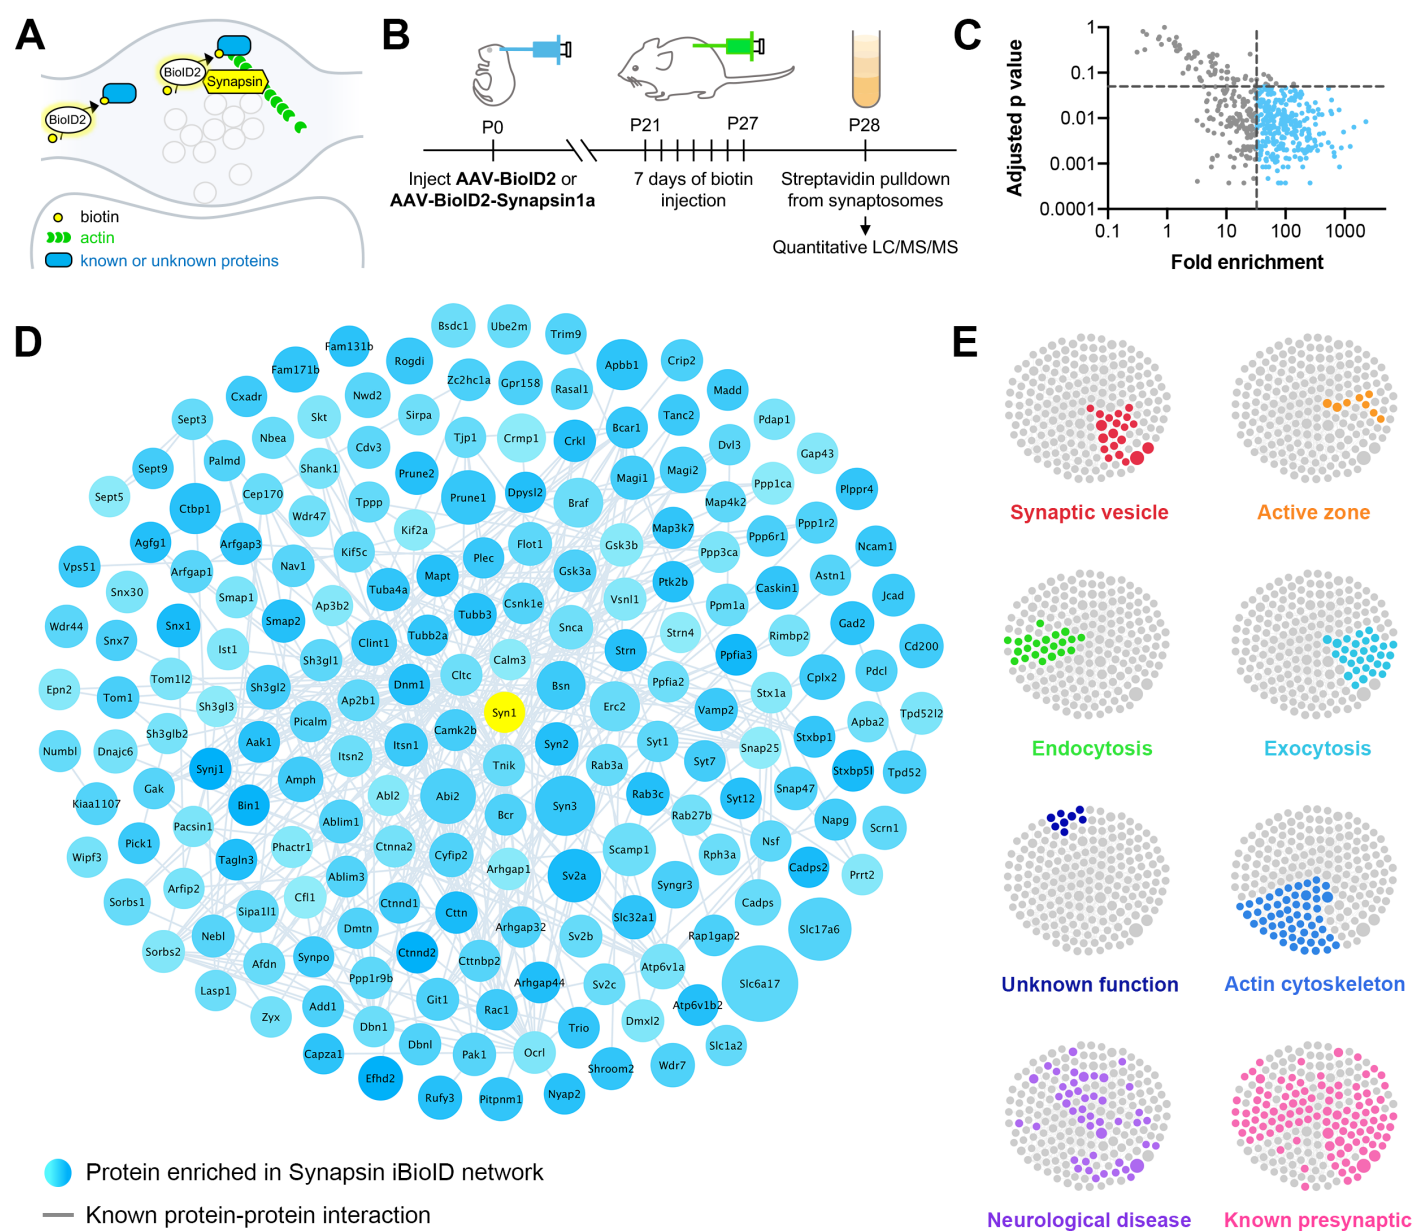 A
BioID2
Synapsin
BioID2
biotin
actin
known or unknown proteins
B
P0
P21
P27
P28
Inject AAV-BioID2 or
AAV-BioID2-Synapsin1a
7 days of biotin
injection
Streptavidin pulldown
from synaptosomes
Quantitative LC/MS/MS
C
Adjusted p value
1
0.1
0.01
0.001
0.0001
0.1
1
10
100
1000
Fold enrichment
D
Bsdc1
Ube2m
Trim9
Fam131b
Rogdi
Apbb1
Crip2
Fam171b
Zc2hc1a
Gpr158
Rasal1
Madd
Cxadr
Nwd2
Sept3
Skt
Sirpa
Tanc2
Pdap1
Nbea
Cdv3
Tjp1
Crmp1
Crkl
Bcar1
Dvl3
Gap43
Sept9
Palmd
Shank1
Prune2
Magi1
Magi2
Ppp1ca
Plppr4
Sept5
Ctbp1
Cep170
Wdr47
Tppp
Prune1
Dpysl2
Braf
Map4k2
Agfg1
Arfgap3
Kif2a
Map3k7
Ppp6r1
Ppp1r2
Ncam1
Vps51
Arfgap1
Nav1
Kif5c
Plec
Flot1
Gsk3b
Ppp3ca
Snx30
Smap1
Ap3b2
Tuba4a
Mapt
Gsk3a
Ptk2b
Caskin1
Astn1
Jcad
Wdr44
Snx7
Snx1
Smap2
Tubb3
Csnk1e
Vsnl1
Ppm1a
Gad2
Ist1
Clint1
Tubb2a
Snca
Strn4
Rimbp2
Cd200
Epn2
Tom1
Tom1l2
Sh3gl1
Calm3
Strn
Ppfia3
Sh3gl2
Dnm1
Cltc
Bsn
Ppfia2
Stx1a
Cplx2
Pdcl
Sh3gl3
Ap2b1
Syn1
Erc2
Vamp2
Apba2
Tpd52l2
Numbl
Dnajc6
Sh3glb2
Aak1
Picalm
Itsn2
Itsn1
Camk2b
Syn2
Syt1
Snap25
Stxbp1
Synj1
Amph
Tnik
Rab3a
Syt7
Stxbp5l
Tpd52
Kiaa1107
Gak
Bin1
Abl2
Abi2
Syn3
Rab3c
Syt12
Snap47
Pacsin1
Ablim1
Bcr
Rab27b
Napg
Scrn1
Wipf3
Pick1
Tagln3
Phactr1
Ctnna2
Cyfip2
Scamp1
Rph3a
Nsf
Arhgap1
Sv2a
Syngr3
Cadps2
Prrt2
Sorbs1
Arfip2
Cfl1
Ablim3
Ctnnd1
Cttn
Cadps
Sipa1l1
Dmtn
Arhgap32
Sv2b
Slc32a1
Rap1gap2
Slc17a6
Sorbs2
Nebl
Afdn
Synpo
Ctnnd2
Cttnbp2
Atp6v1a
Lasp1
Ppp1r9b
Arhgap44
Sv2c
Slc6a17
Zyx
Add1
Git1
Rac1
Atp6v1b2
Dbn1
Trio
Dmxl2
Capza1
Dbnl
Pak1
Ocrl
Slc1a2
Efhd2
Shroom2
Wdr7
Rufy3
Pitpnm1
Nyap2
Protein enriched in Synapsin iBioID network
Known protein-protein interaction
E
Synaptic vesicle
Active zone
Endocytosis
Exocytosis
Unknown function
Actin cytoskeleton
Neurological disease
Known presynaptic